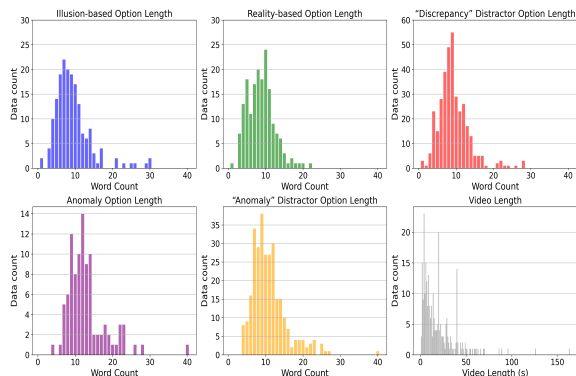 Illusion-based Option Length
Data count
30
25
20
15
10
5
0
0 10 20 30 40
Word Count
Reality-based Option Length
Data count
30
25
20
15
10
5
0
0 10 20 30 40
Word Count
“Discrepancy” Distractor Option Length
Data count
60
50
40
30
20
10
0
0 10 20 30 40
Word Count
Anomaly Option Length
Data count
14
12
10
8
6
4
2
0
0 10 20 30 40
Word Count
“Anomaly” Distractor Option Length
Data count
35
30
25
20
15
10
5
0
0 10 20 30 40
Word Count
Video Length
Data count
20
15
10
5
0
0 50 100 150
Video Length (s)